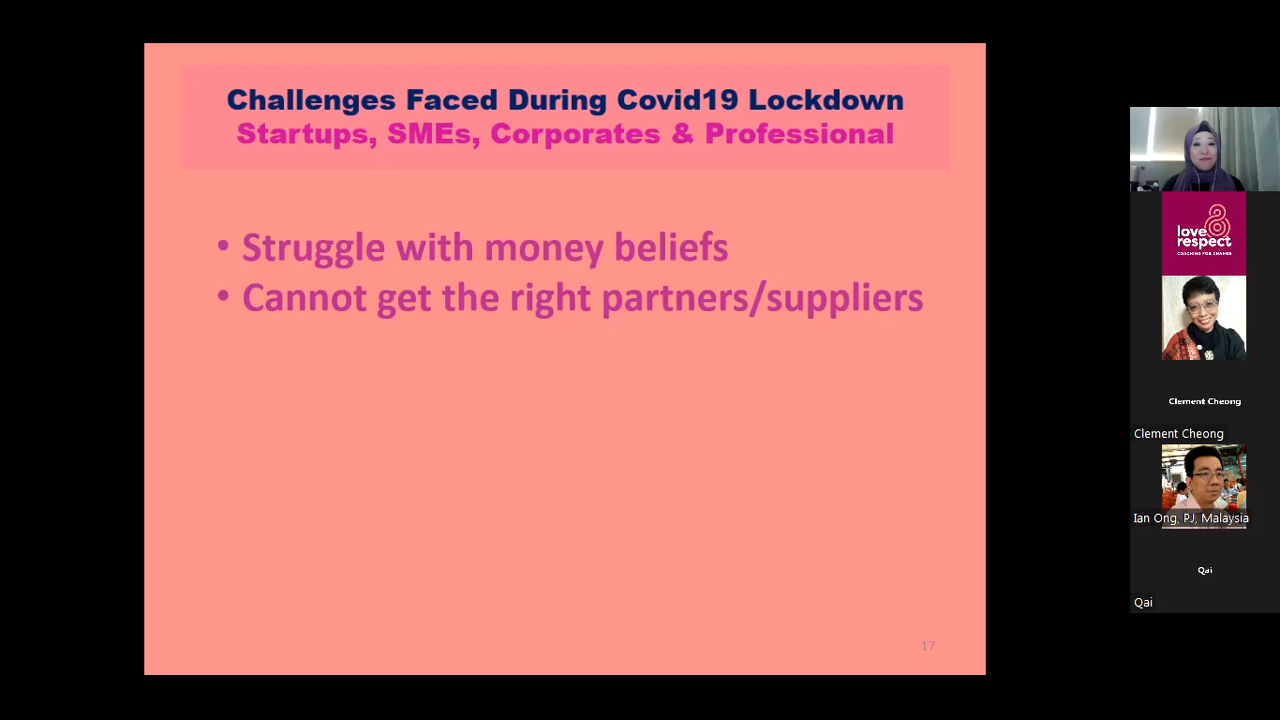 Challenges Faced During Covid19 Lockdown
Startups, SMEs, Corporates & Professional
• Struggle with money beliefs
• Cannot get the right partners/suppliers
17
love & respect
COACHING FOR CHANGE
Clement Cheong
Clement Cheong
Ian Ong, PJ, Malaysia
Qai
Qai